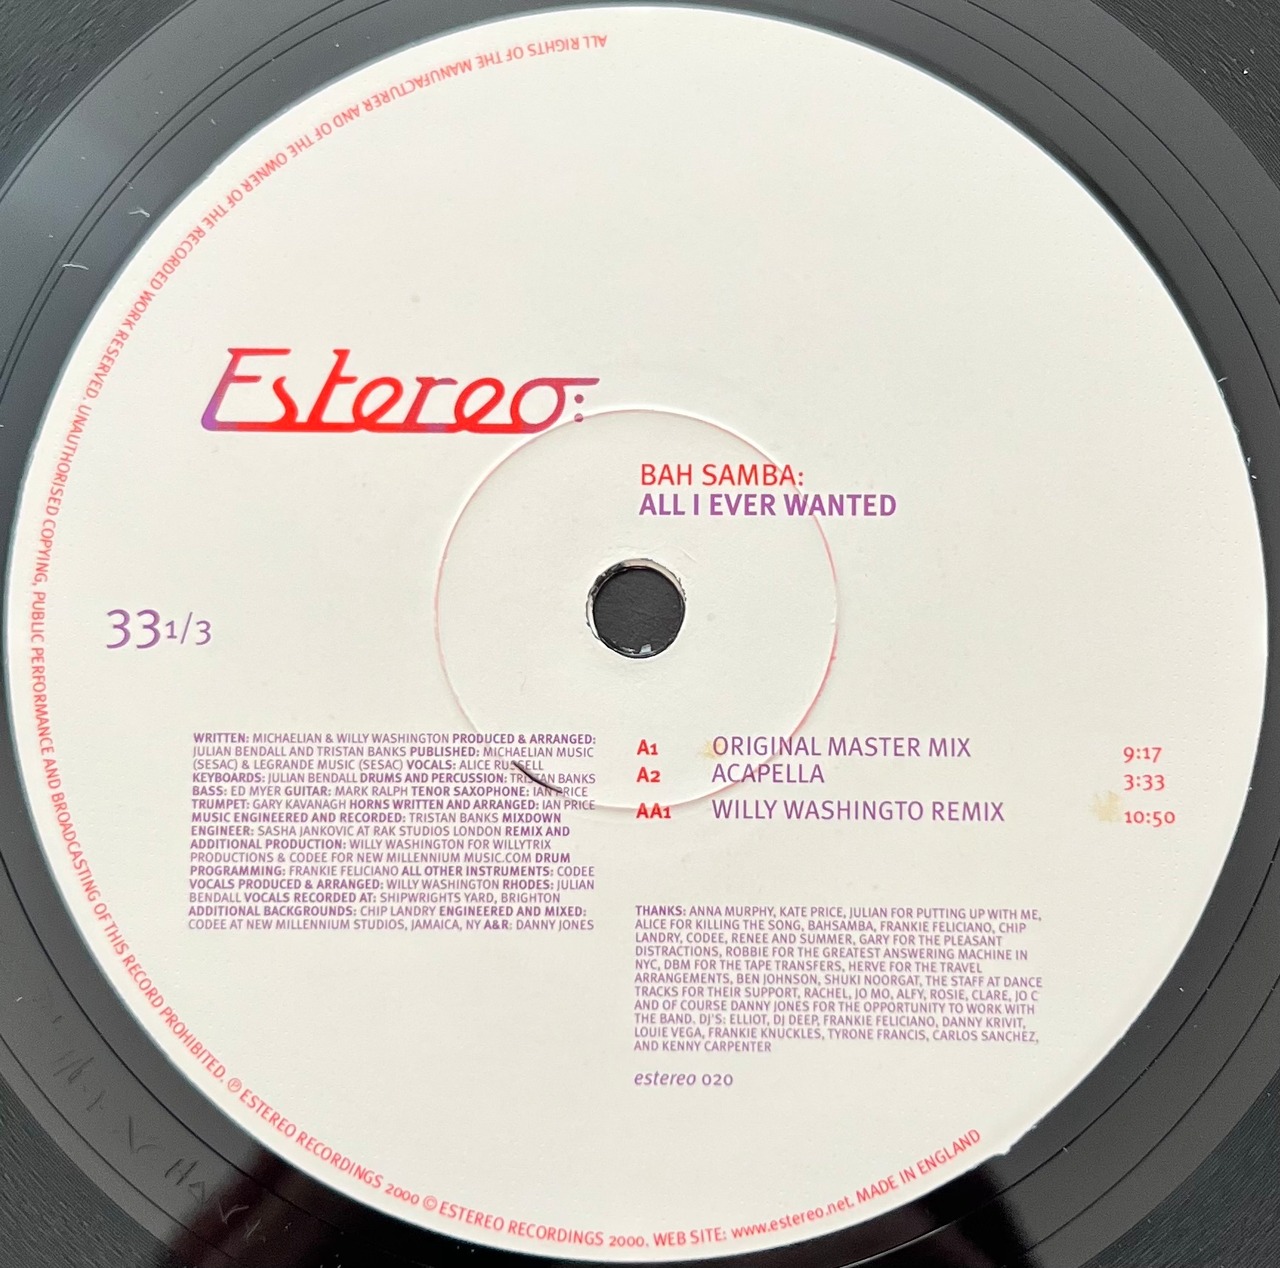 Estereo:
BAH SAMBA:
ALL I EVER WANTED
33 1/3
WRITTEN: MICHAELIAN & WILLY WASHINGTON PRODUCED & ARRANGED:
JULIAN BENDALL AND TRISTAN BANKS PUBLISHED: MICHAELIAN MUSIC
(SESAC) & LEGRANDE MUSIC (SESAC) VOCALS: ALICE RUSSELL
KEYBOARDS: JULIAN BENDALL DRUMS AND PERCUSSION: TRISTAN BANKS
BASS: ED MYER GUITAR: MARK RALPH TENOR SAXOPHONE: IAN PRICE
TRUMPET: GARY KAVANAGH HORNS WRITTEN AND ARRANGED: IAN PRICE
MUSIC ENGINEERED AND RECORDED: TRISTAN BANKS MIXDOWN
ENGINEER: SASHA JANKOVIC AT RAK STUDIOS LONDON REMIX AND
ADDITIONAL PRODUCTION: WILLY WASHINGTON FOR WILLYTRIX
PRODUCTIONS & CODEE FOR NEW MILLENNIUM MUSIC.COM DRUM
PROGRAMMING: FRANKIE FELICIANO ALL OTHER INSTRUMENTS: CODEE
VOCALS PRODUCED & ARRANGED: WILLY WASHINGTON RHODES: JULIAN
BENDALL VOCALS RECORDED AT: SHIPWRIGHTS YARD, BRIGHTON
ADDITIONAL BACKGROUNDS: CHIP LANDRY ENGINEERED AND MIXED:
CODEE AT NEW MILLENNIUM STUDIOS, JAMAICA, NY A&R: DANNY JONES
A1 ORIGINAL MASTER MIX 9:17
A2 ACAPELLA 3:33
AA1 WILLY WASHINGTO REMIX 10:50
THANKS: ANNA MURPHY, KATE PRICE, JULIAN FOR PUTTING UP WITH ME,
ALICE FOR KILLING THE SONG, BAHSAMBA, FRANKIE FELICIANO, CHIP
LANDRY, CODEE, RENEE AND SUMMER, GARY FOR THE PLEASANT
DISTRACTIONS, ROBBIE FOR THE GREATEST ANSWERING MACHINE IN
NYC, DBM FOR THE TAPE TRANSFERS, HERVE FOR THE TRAVEL
ARRANGEMENTS, BEN JOHNSON, SHUKI NOORGAT, THE STAFF AT DANCE
TRACKS FOR THEIR SUPPORT, RACHEL, JO MO, ALFY, ROSIE, CLARE, JO C
AND OF COURSE DANNY JONES FOR THE OPPORTUNITY TO WORK WITH
THE BAND. DJ'S: ELLIOT, DJ DEEP, FRANKIE FELICIANO, DANNY KRIVIT,
LOUIE VEGA, FRANKIE KNUCKLES, TYRONE FRANCIS, CARLOS SANCHEZ,
AND KENNY CARPENTER
estereo 020
ALL RIGHTS OF THE MANUFACTURER AND OF THE OWNER OF THE RECORDED WORK RESERVED. UNAUTHORISED COPYING, PUBLIC PERFORMANCE AND BROADCASTING OF THIS RECORD PROHIBITED. ℗ ESTEREO RECORDINGS 2000 © ESTEREO RECORDINGS 2000. WEB SITE: www.estereo.net. MADE IN ENGLAND